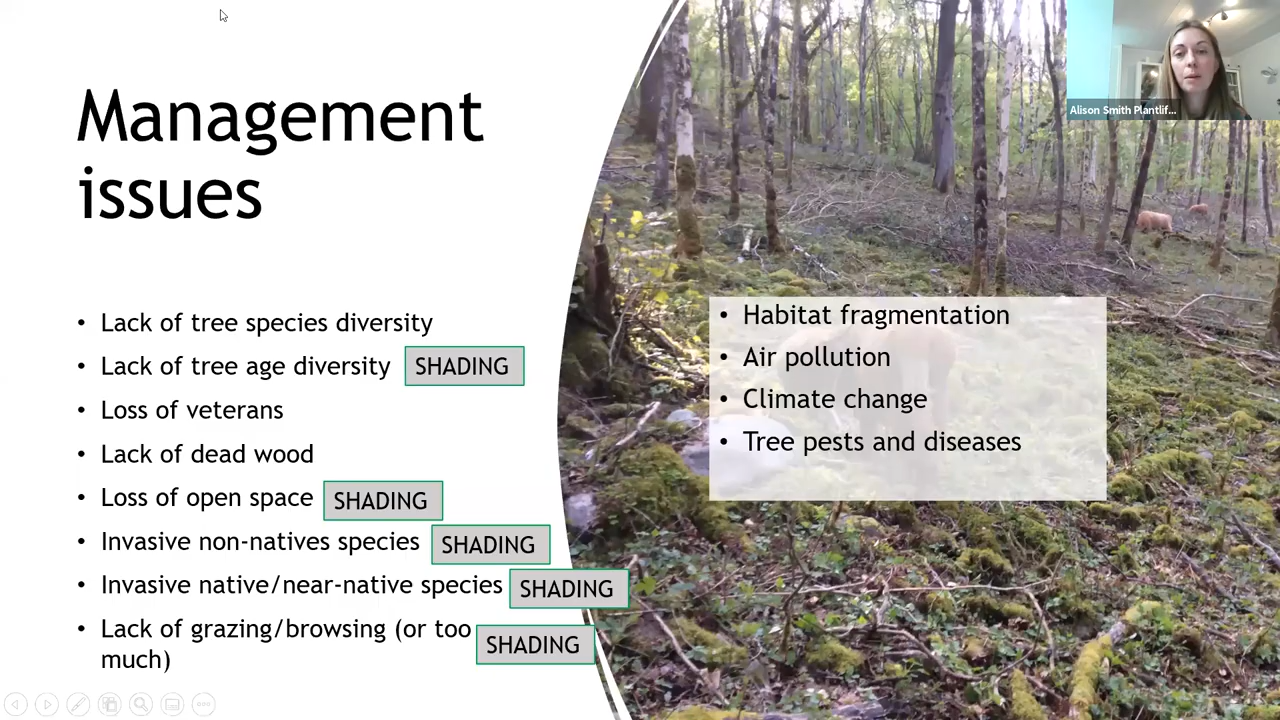 Management
issues
• Lack of tree species diversity
• Lack of tree age diversity SHADING
• Loss of veterans
• Lack of dead wood
• Loss of open space SHADING
• Invasive non-natives species SHADING
• Invasive native/near-native species SHADING
• Lack of grazing/browsing (or too SHADING
much)
• Habitat fragmentation
• Air pollution
• Climate change
• Tree pests and diseases
Alison Smith Plantlif...